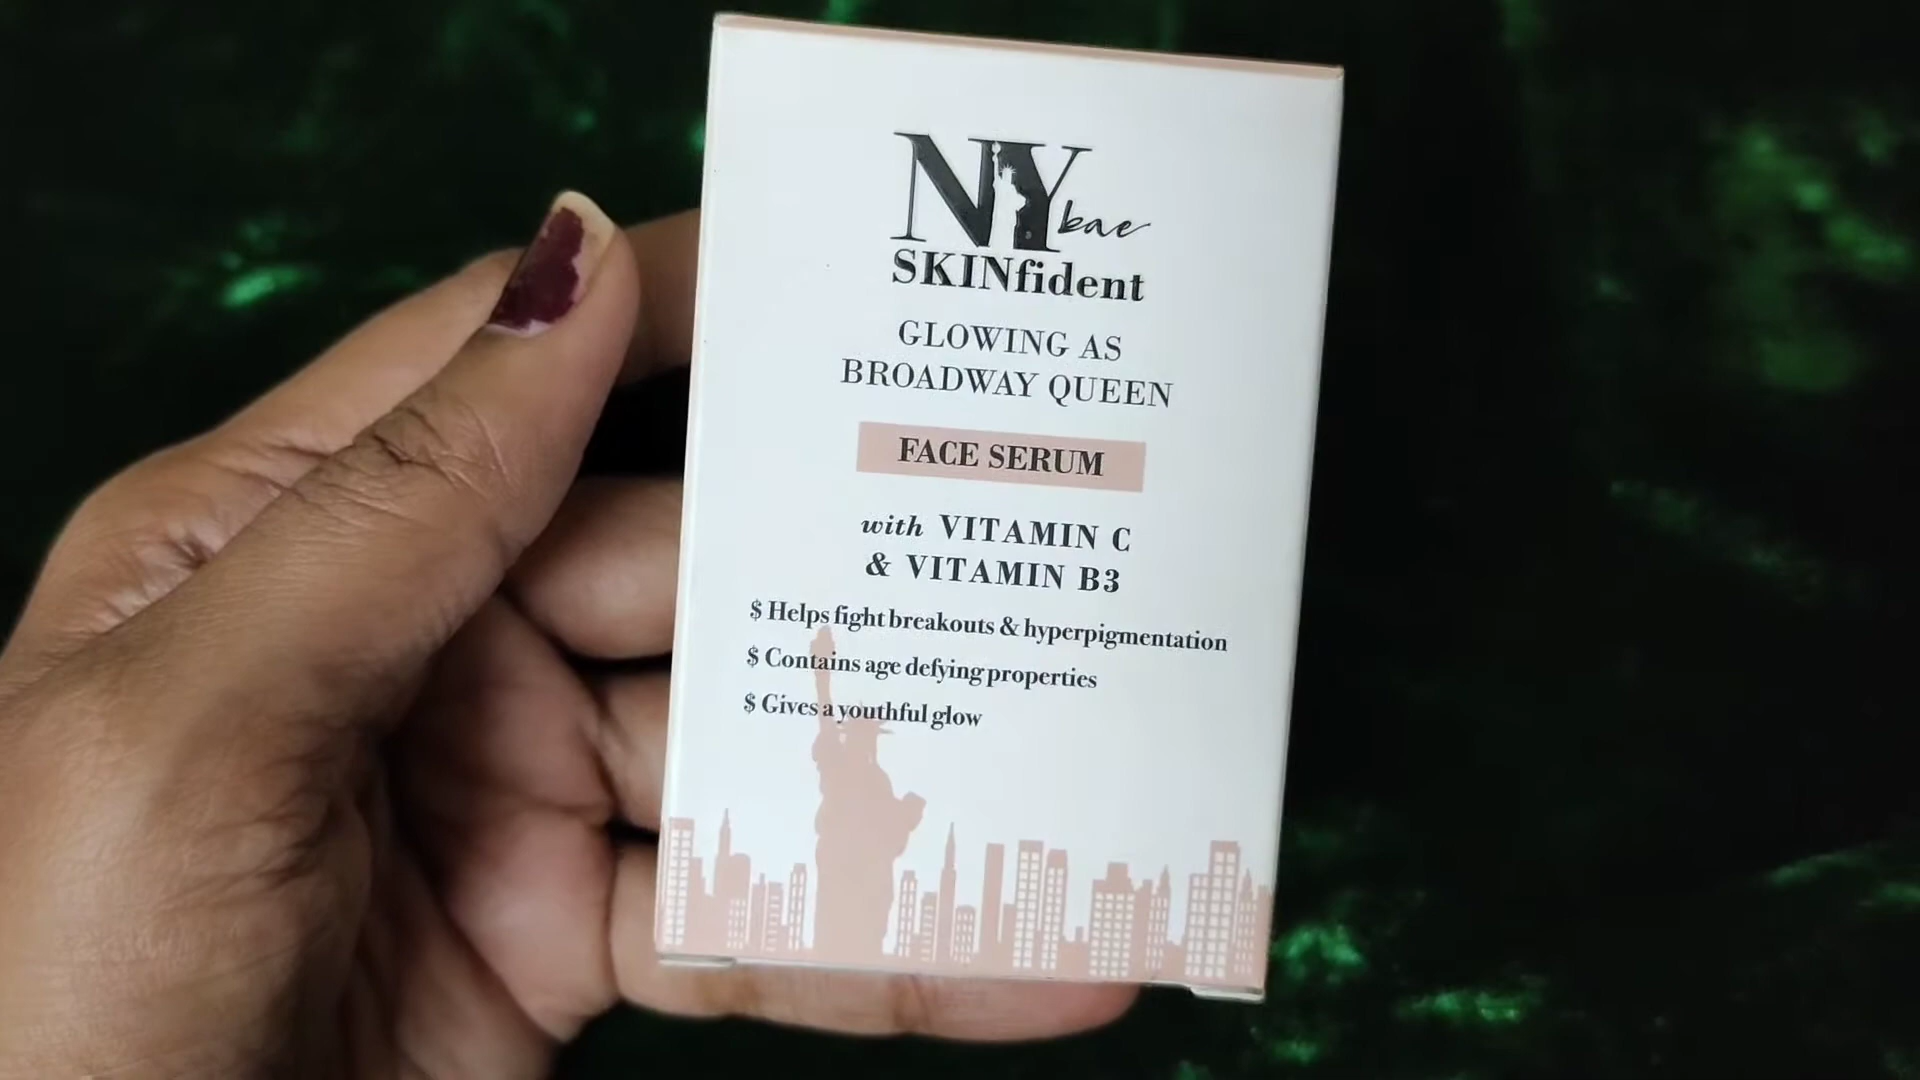 NY bae
SKINfident
GLOWING AS
BROADWAY QUEEN
FACE SERUM
with VITAMIN C
& VITAMIN B3
$ Helps fight breakouts & hyperpigmentation
$ Contains age defying properties
$ Gives a youthful glow